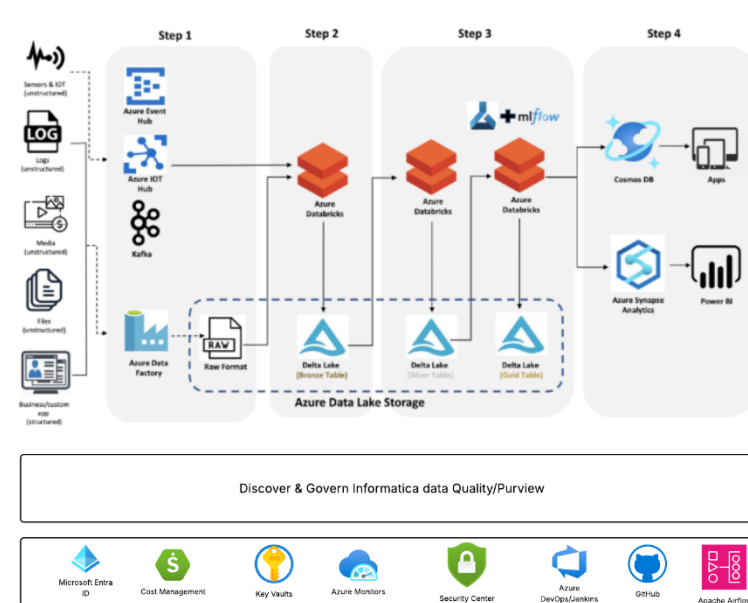 Step 1
Step 2
Step 3
Step 4
Sensors & IOT
(unstructured)
LOG
Logs
(unstructured)
Media
(unstructured)
Files
(unstructured)
Business/custom
app
(structured)
Azure Event
Hub
Azure IOT
Hub
Kafka
Azure Data
Factory
RAW
Raw Format
Azure
Databricks
Delta Lake
(Bronze Table)
mlflow
Azure
Databricks
Azure
Databricks
Delta Lake
(Silver Table)
Delta Lake
(Gold Table)
Azure Data Lake Storage
Cosmos DB
Apps
Azure Synapse
Analytics
Power BI
Discover & Govern Informatica data Quality/Purview
Microsoft Entra
ID
Cost Management
Key Vaults
Azure Monitors
Security Center
Azure
DevOps/Jenkins
GitHub
Apache Airflow